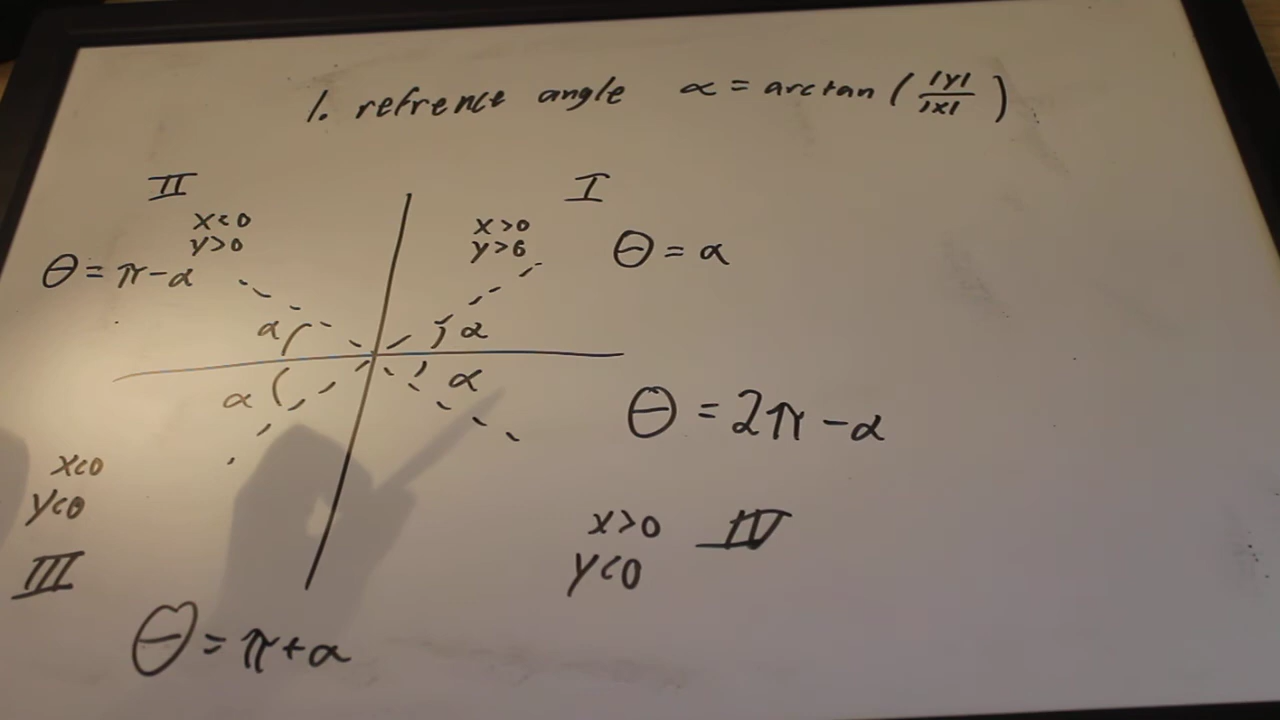 1. refrence angle α = arctan (|y|/|x|)
II
x<0
y>0
θ = π - α
I
x>0
y>6
θ = α
α
α
α
α
θ = 2π - α
x<0
y<0
III
x>0
y<0
IV
θ = π + α